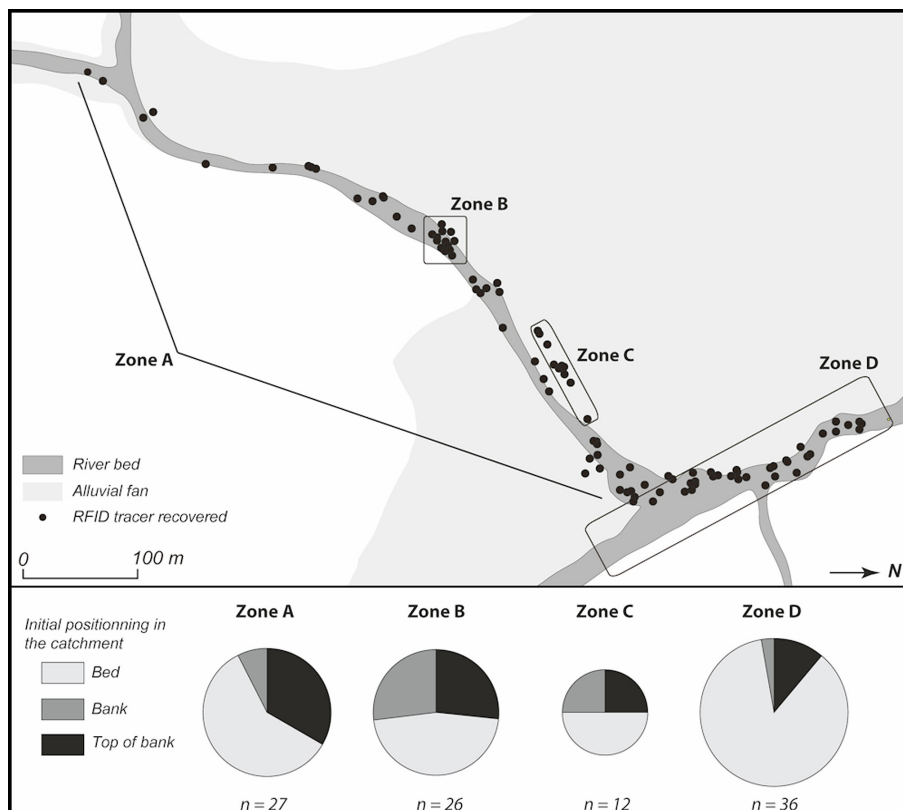 Zone B
Zone C
Zone D
Zone A
River bed
Alluvial fan
RFID tracer recovered
0 100 m
N
Initial positionning in
the catchment
Bed
Bank
Top of bank
Zone A Zone B Zone C Zone D
n = 27 n = 26 n = 12 n = 36